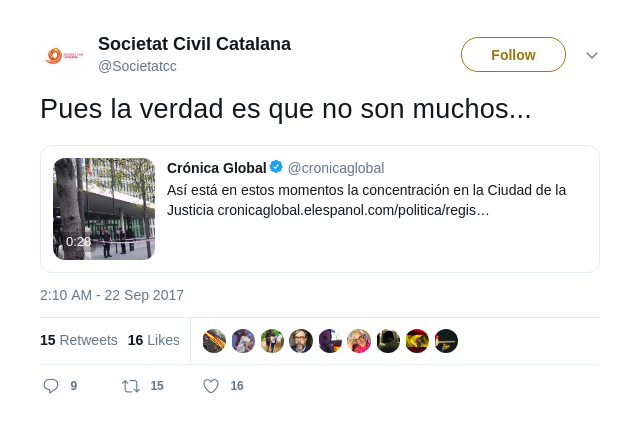 Societat Civil Catalana
@Societatcc
Follow
Pues la verdad es que no son muchos...
Crónica Global @cronicaglobal
Así está en estos momentos la concentración en la Ciudad de la
Justicia cronicaglobal.elespanol.com/politica/regis…
0:28
2:10 AM - 22 Sep 2017
15 Retweets 16 Likes
9 15 16